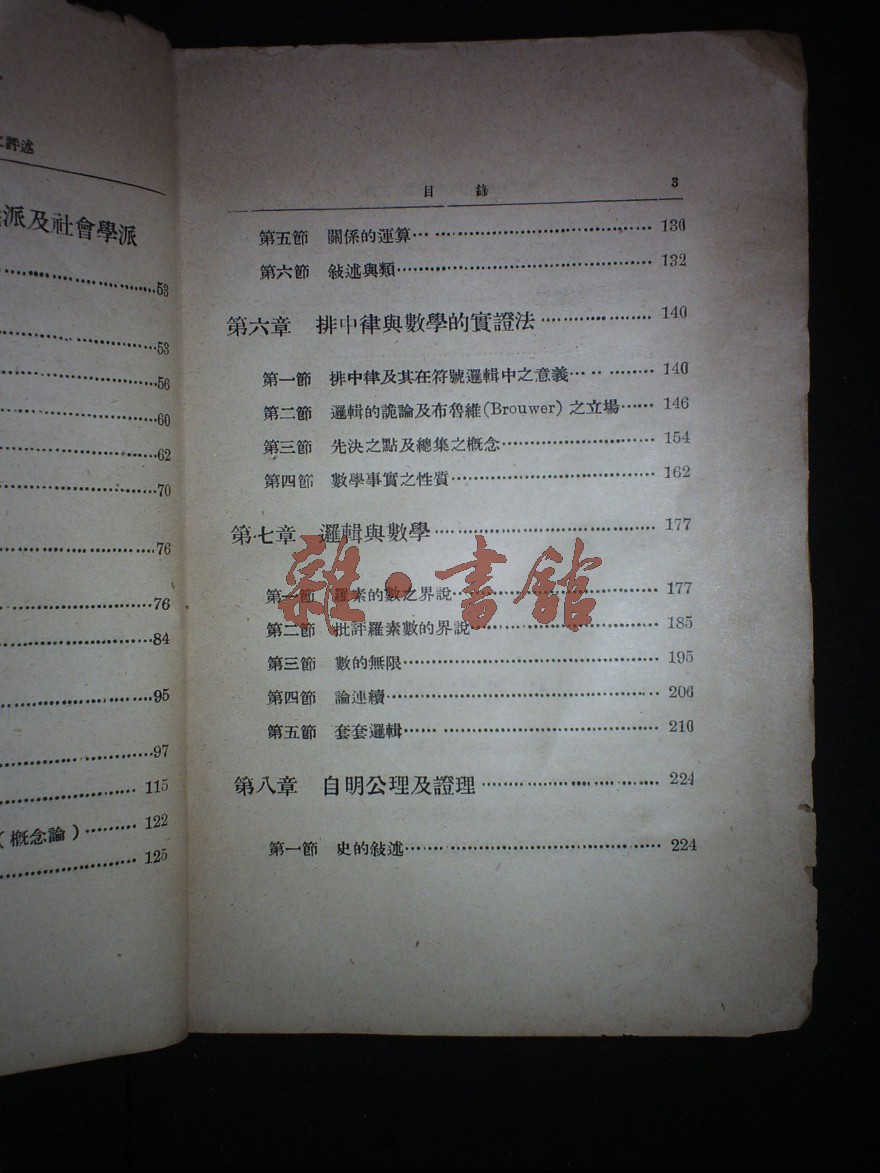 評述
派及社會學派
53
53
56
60
62
70
76
76
84
95
97
115
(概念論)………122
125
目 錄 3
第五節 關係的運算………130
第六節 敍述與類………132
第六章 排中律與數學的實證法………140
第一節 排中律及其在符號邏輯中之意義………140
第二節 邏輯的詭論及布魯維(Brouwer)之立場……146
第三節 先決之點及總集之概念………154
第四節 數學事實之性質………162
第七章 邏輯與數學………177
第一節 羅素的數之界說………177
第二節 批評羅素數的界說………185
第三節 數的無限………195
第四節 論連續………206
第五節 套套邏輯………210
第八章 自明公理及證理………224
第一節 史的敍述………224
雜·書館